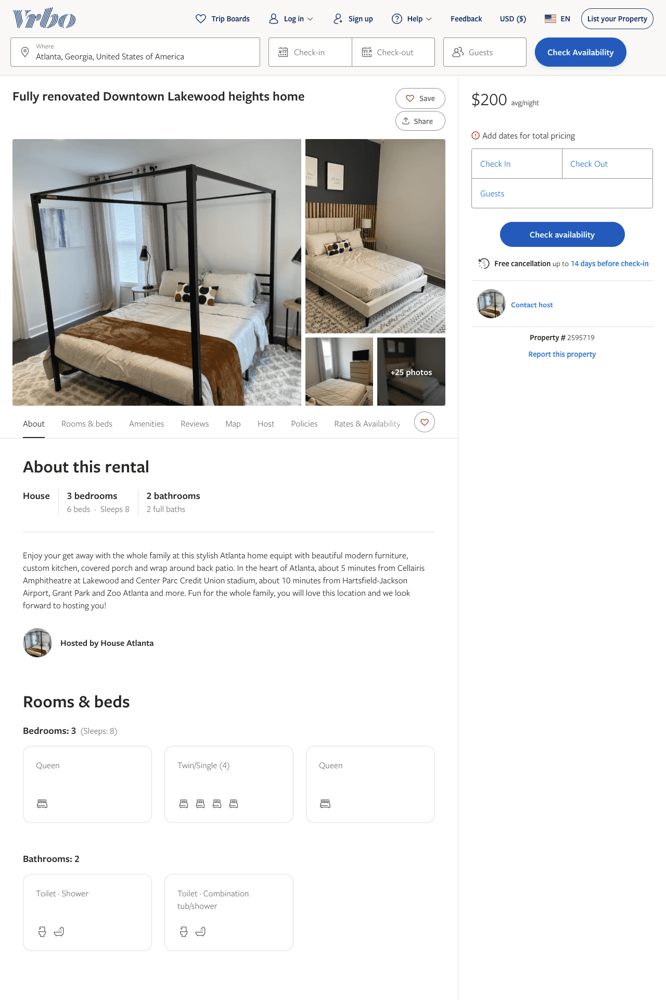 Vrbo
Trip Boards
Log in
Sign up
Help
Feedback
USD ($)
EN
List your Property
Where
Atlanta, Georgia, United States of America
Check-in
Check-out
Guests
Check Availability
Fully renovated Downtown Lakewood heights home
Save
Share
STAY
+25 photos
$200 avg/night
Add dates for total pricing
Check In
Check Out
Guests
Check availability
Free cancellation up to 14 days before check-in
Contact host
Property # 2595719
Report this property
About
Rooms & beds
Amenities
Reviews
Map
Host
Policies
Rates & Availability
About this rental
House
3 bedrooms
6 beds · Sleeps 8
2 bathrooms
2 full baths
Enjoy your get away with the whole family at this stylish Atlanta home equipt with beautiful modern furniture,
custom kitchen, covered porch and wrap around back patio. In the heart of Atlanta, about 5 minutes from Cellairis
Amphitheatre at Lakewood and Center Parc Credit Union stadium, about 10 minutes from Hartsfield-Jackson
Airport, Grant Park and Zoo Atlanta and more. Fun for the whole family, you will love this location and we look
forward to hosting you!
Hosted by House Atlanta
Rooms & beds
Bedrooms: 3 (Sleeps: 8)
Queen
Twin/Single (4)
Queen
Bathrooms: 2
Toilet · Shower
Toilet · Combination
tub/shower